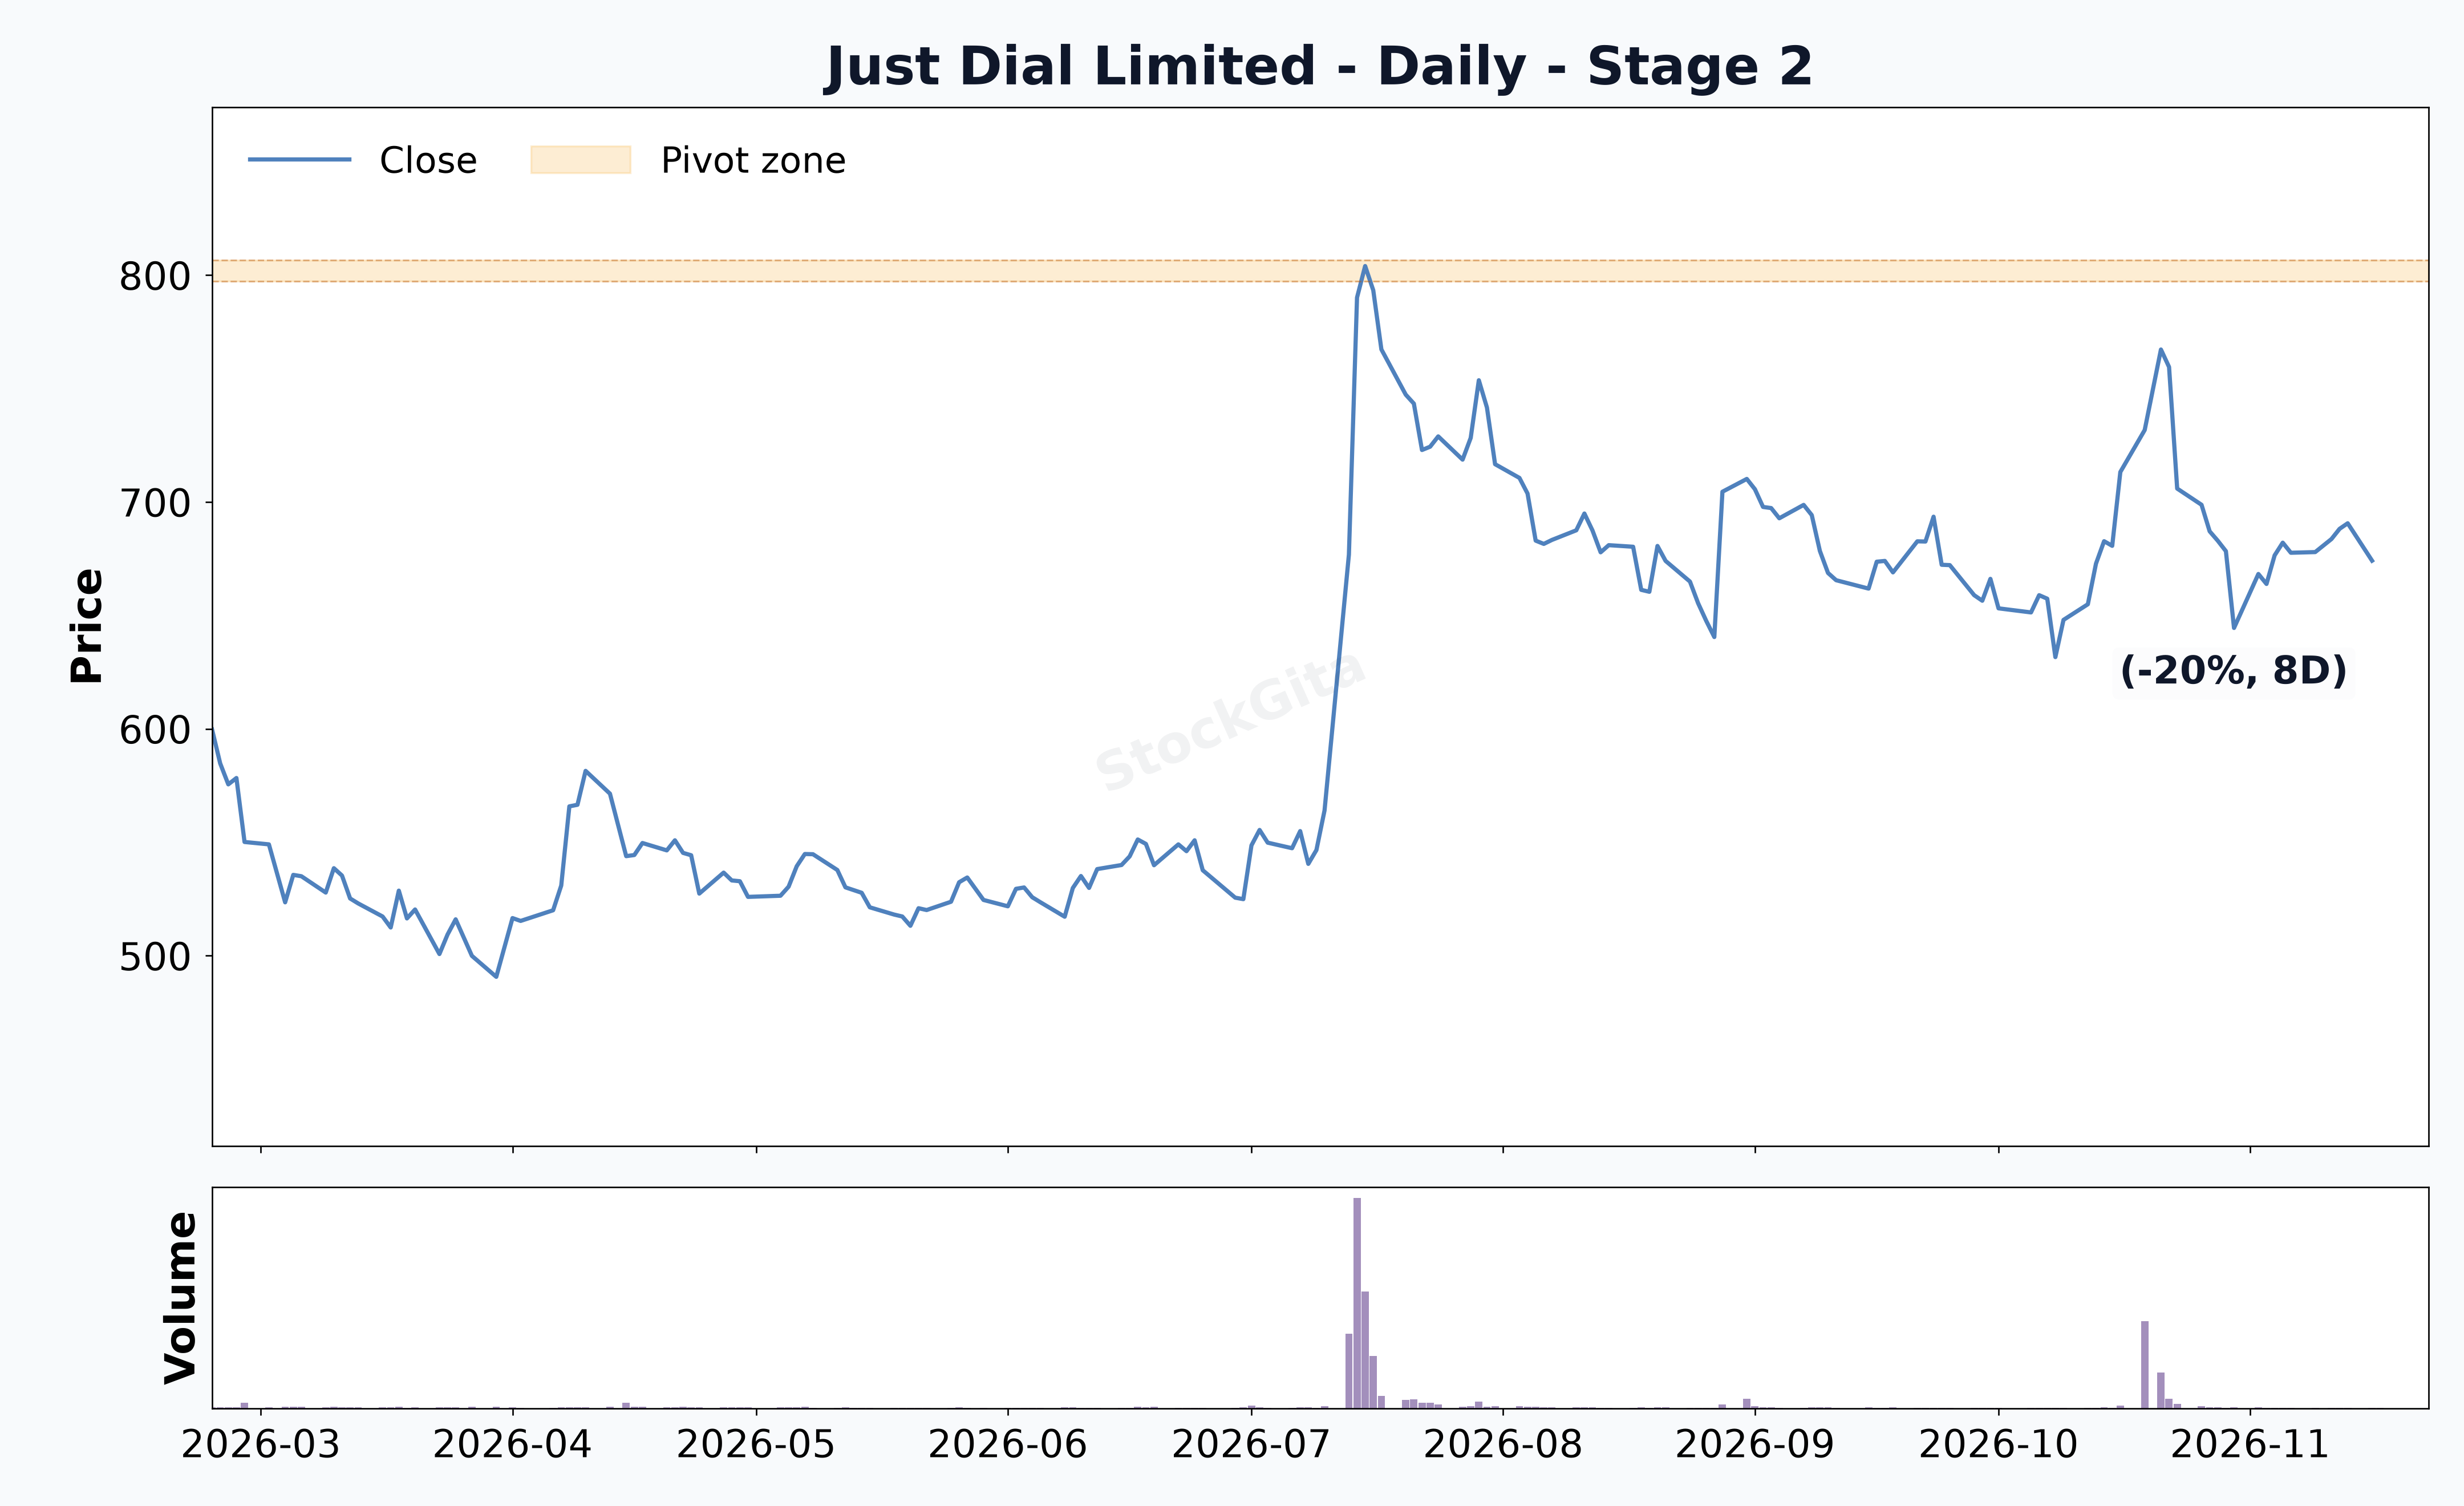 Just Dial Limited - Daily - Stage 2
Close
Pivot zone
800
700
600
500
Price
(-20%, 8D)
StockGita
Volume
2026-03
2026-04
2026-05
2026-06
2026-07
2026-08
2026-09
2026-10
2026-11